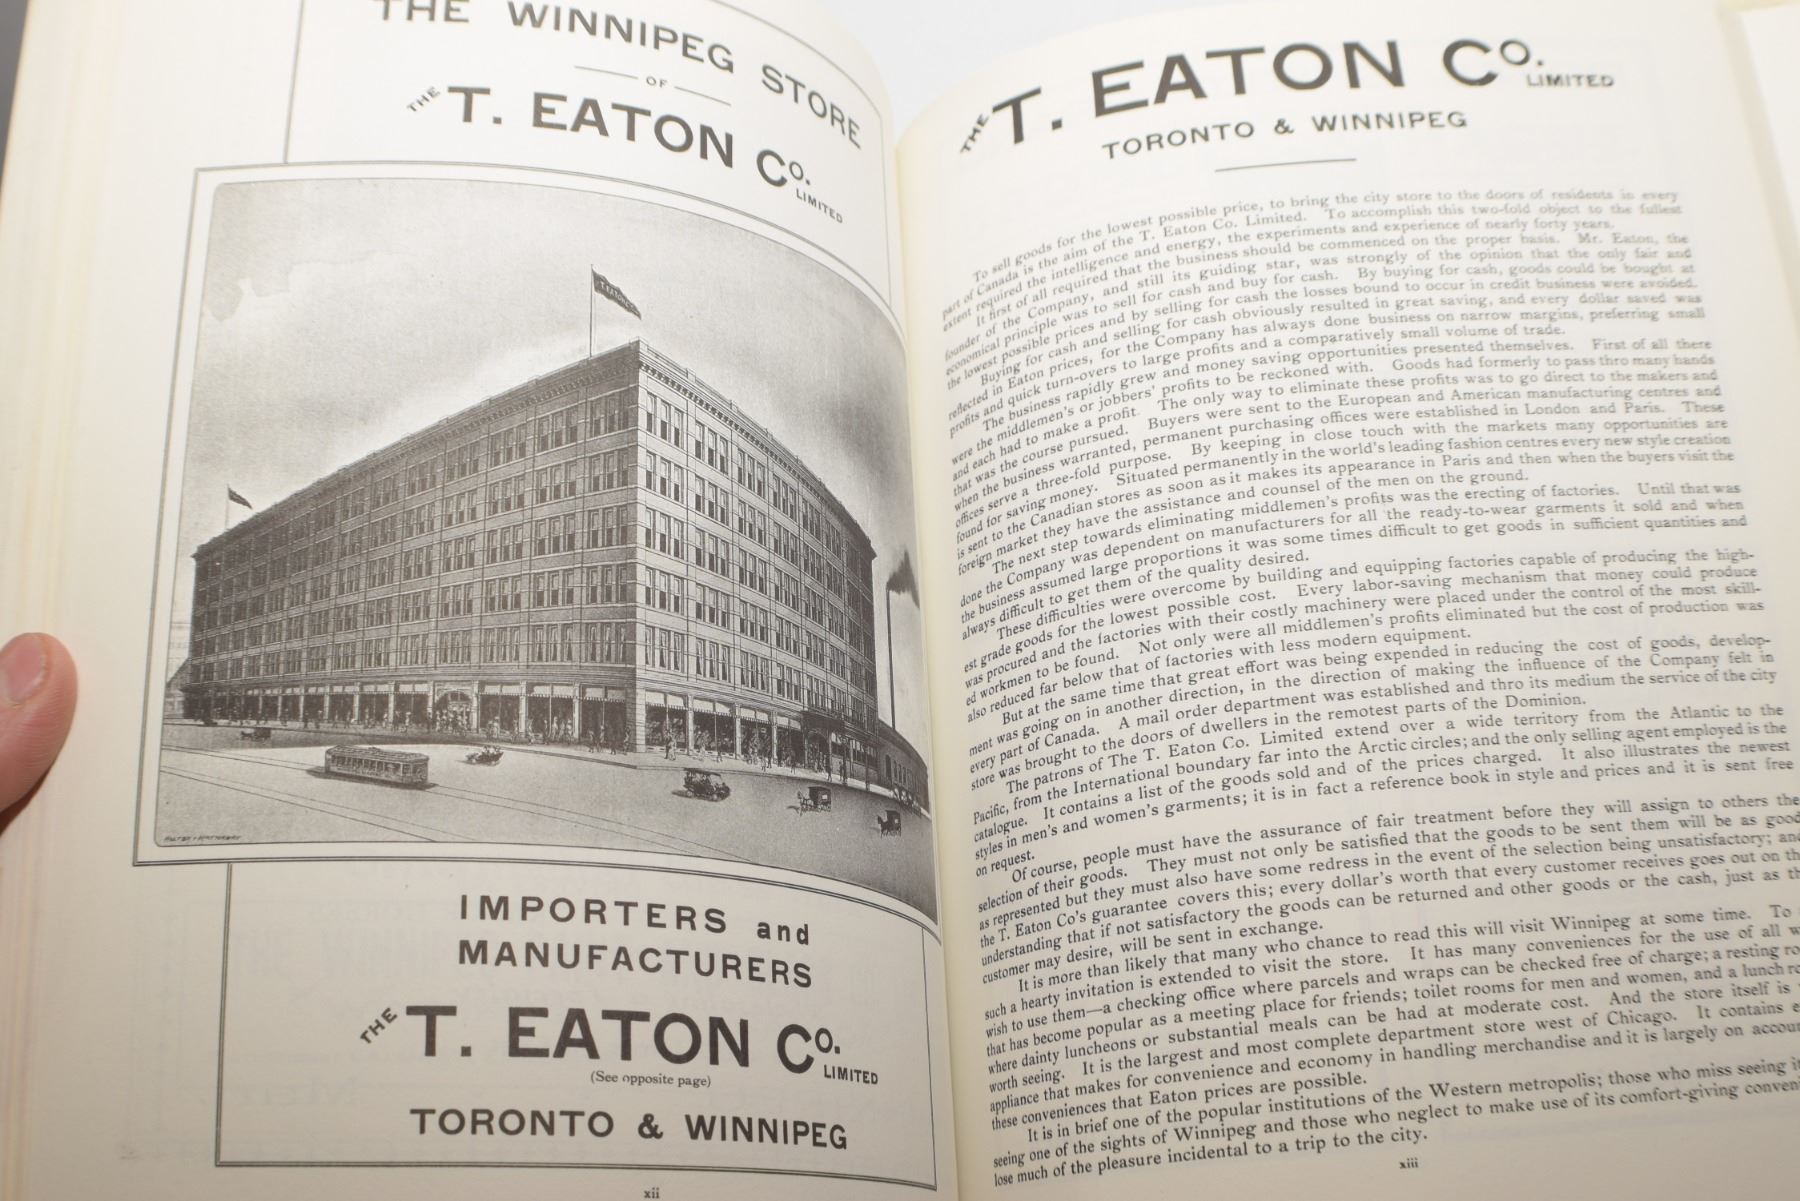 THE WINNIPEG STORE
OF
THE T. EATON Co. LIMITED
T. EATON Co
IMPORTERS and
MANUFACTURERS
THE T. EATON Co. LIMITED
(See opposite page)
TORONTO & WINNIPEG
xii
THE T. EATON Co. LIMITED
TORONTO & WINNIPEG
To sell goods for the lowest possible price, to bring the city store to the doors of residents in every
part of Canada is the aim of the T. Eaton Co. Limited. To accomplish this two-fold object to the fullest
extent required the intelligence and energy, the experiments and experience of nearly forty years.
It first of all required that the business should be commenced on the proper basis. Mr. Eaton, the
founder of the Company, and still its guiding star, was strongly of the opinion that the only fair and
economical principle was to sell for cash and buy for cash. By buying for cash, goods could be bought at
the lowest possible prices and by selling for cash the losses bound to occur in credit business were avoided.
Buying for cash and selling for cash obviously resulted in great saving, and every dollar saved was
reflected in Eaton prices, for the Company has always done business on narrow margins, preferring small
profits and quick turn-overs to large profits and a comparatively small volume of trade.
The business rapidly grew and money saving opportunities presented themselves. First of all there
were the middlemen's or jobbers' profits to be reckoned with. Goods had formerly to pass thro many hands
and each had to make a profit. The only way to eliminate these profits was to go direct to the makers and
that was the course pursued. Buyers were sent to the European and American manufacturing centres and
when the business warranted, permanent purchasing offices were established in London and Paris. These
offices serve a three-fold purpose. By keeping in close touch with the markets many opportunities are
found for saving money. Situated permanently in the world's leading fashion centres every new style creation
is sent to the Canadian stores as soon as it makes its appearance in Paris and then when the buyers visit the
foreign market they have the assistance and counsel of the men on the ground.
The next step towards eliminating middlemen's profits was the erecting of factories. Until that was
done the Company was dependent on manufacturers for all the ready-to-wear garments it sold and when
the business assumed large proportions it was some times difficult to get goods in sufficient quantities and
always difficult to get them of the quality desired.
These difficulties were overcome by building and equipping factories capable of producing the high-
est grade goods for the lowest possible cost. Every labor-saving mechanism that money could produce
was procured and the factories with their costly machinery were placed under the control of the most skill-
ed workmen to be found. Not only were all middlemen's profits eliminated but the cost of production was
also reduced far below that of factories with less modern equipment.
But at the same time that great effort was being expended in reducing the cost of goods, develop-
ment was going on in another direction, in the direction of making the influence of the Company felt in
every part of Canada. A mail order department was established and thro its medium the service of the city
store was brought to the doors of dwellers in the remotest parts of the Dominion.
The patrons of The T. Eaton Co. Limited extend over a wide territory from the Atlantic to the
Pacific, from the International boundary far into the Arctic circles; and the only selling agent employed is the
catalogue. It contains a list of the goods sold and of the prices charged. It also illustrates the newest
styles in men's and women's garments; it is in fact a reference book in style and prices and it is sent free
on request.
Of course, people must have the assurance of fair treatment before they will assign to others the
selection of their goods. They must not only be satisfied that the goods to be sent them will be as good
as represented but they must also have some redress in the event of the selection being unsatisfactory; and
the T. Eaton Co's guarantee covers this; every dollar's worth that every customer receives goes out on th
understanding that if not satisfactory the goods can be returned and other goods or the cash, just as th
customer may desire, will be sent in exchange.
It is more than likely that many who chance to read this will visit Winnipeg at some time. To
such a hearty invitation is extended to visit the store. It has many conveniences for the use of all w
wish to use them—a checking office where parcels and wraps can be checked free of charge; a resting ro
that has become popular as a meeting place for friends; toilet rooms for men and women, and a lunch ro
where dainty luncheons or substantial meals can be had at moderate cost. And the store itself is
worth seeing. It is the largest and most complete department store west of Chicago. It contains e
appliance that makes for convenience and economy in handling merchandise and it is largely on accou
these conveniences that Eaton prices are possible.
It is in brief one of the popular institutions of the Western metropolis; those who miss seeing i
seeing one of the sights of Winnipeg and those who neglect to make use of its comfort-giving conveni
lose much of the pleasure incidental to a trip to the city.
xiii